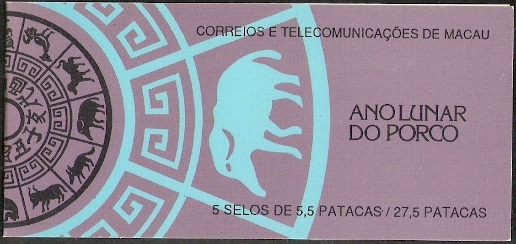 CORREIOS E TELECOMUNICAÇÕES DE MACAU
ANO LUNAR
DO PORCO
5 SELOS DE 5,5 PATACAS / 27,5 PATACAS